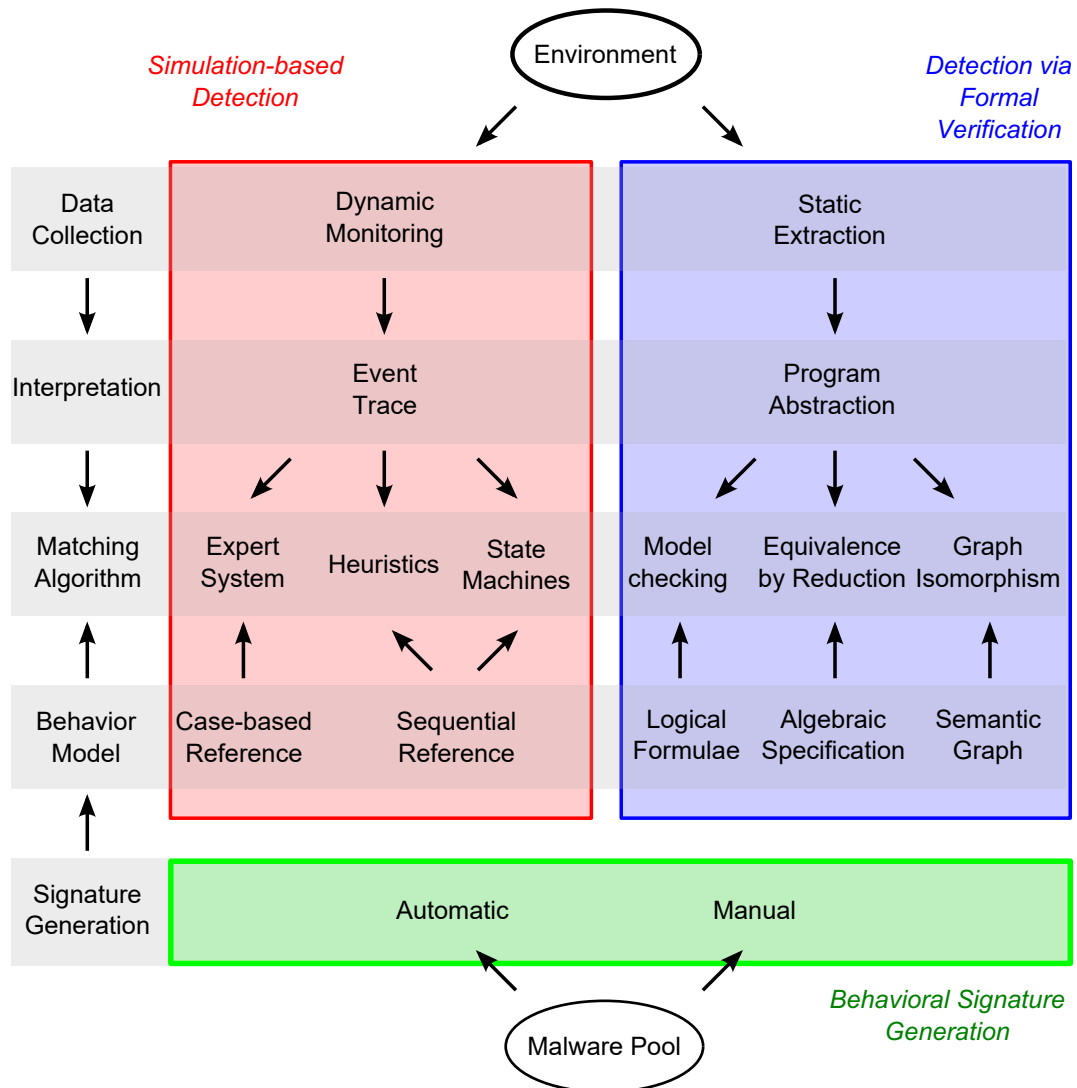 Environment
Simulation-based
Detection
Detection via
Formal
Verification
Data
Collection
Dynamic
Monitoring
Static
Extraction
Interpretation
Event
Trace
Program
Abstraction
Matching
Algorithm
Expert
System
Heuristics
State
Machines
Model
checking
Equivalence
by Reduction
Graph
Isomorphism
Behavior
Model
Case-based
Reference
Sequential
Reference
Logical
Formulae
Algebraic
Specification
Semantic
Graph
Signature
Generation
Automatic
Manual
Behavioral Signature
Generation
Malware Pool